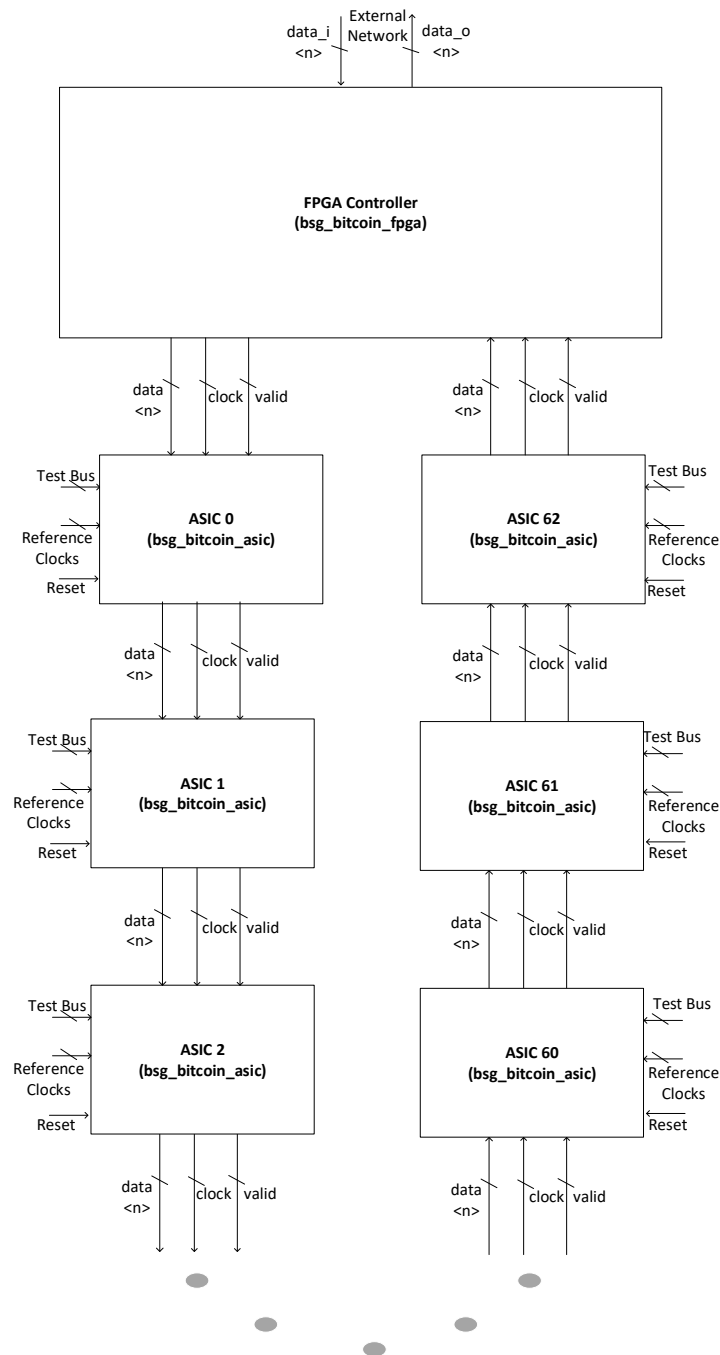 External
Network
data_i
<n>
data_o
<n>
FPGA Controller
(bsg_bitcoin_fpga)
data
<n>
clock
valid
data
<n>
clock
valid
Test Bus
Reference
Clocks
Reset
ASIC 0
(bsg_bitcoin_asic)
ASIC 62
(bsg_bitcoin_asic)
Test Bus
Reference
Clocks
Reset
data
<n>
clock
valid
data
<n>
clock
valid
Test Bus
Reference
Clocks
Reset
ASIC 1
(bsg_bitcoin_asic)
ASIC 61
(bsg_bitcoin_asic)
Test Bus
Reference
Clocks
Reset
data
<n>
clock
valid
data
<n>
clock
valid
Test Bus
Reference
Clocks
Reset
ASIC 2
(bsg_bitcoin_asic)
ASIC 60
(bsg_bitcoin_asic)
Test Bus
Reference
Clocks
Reset
data
<n>
clock
valid
data
<n>
clock
valid